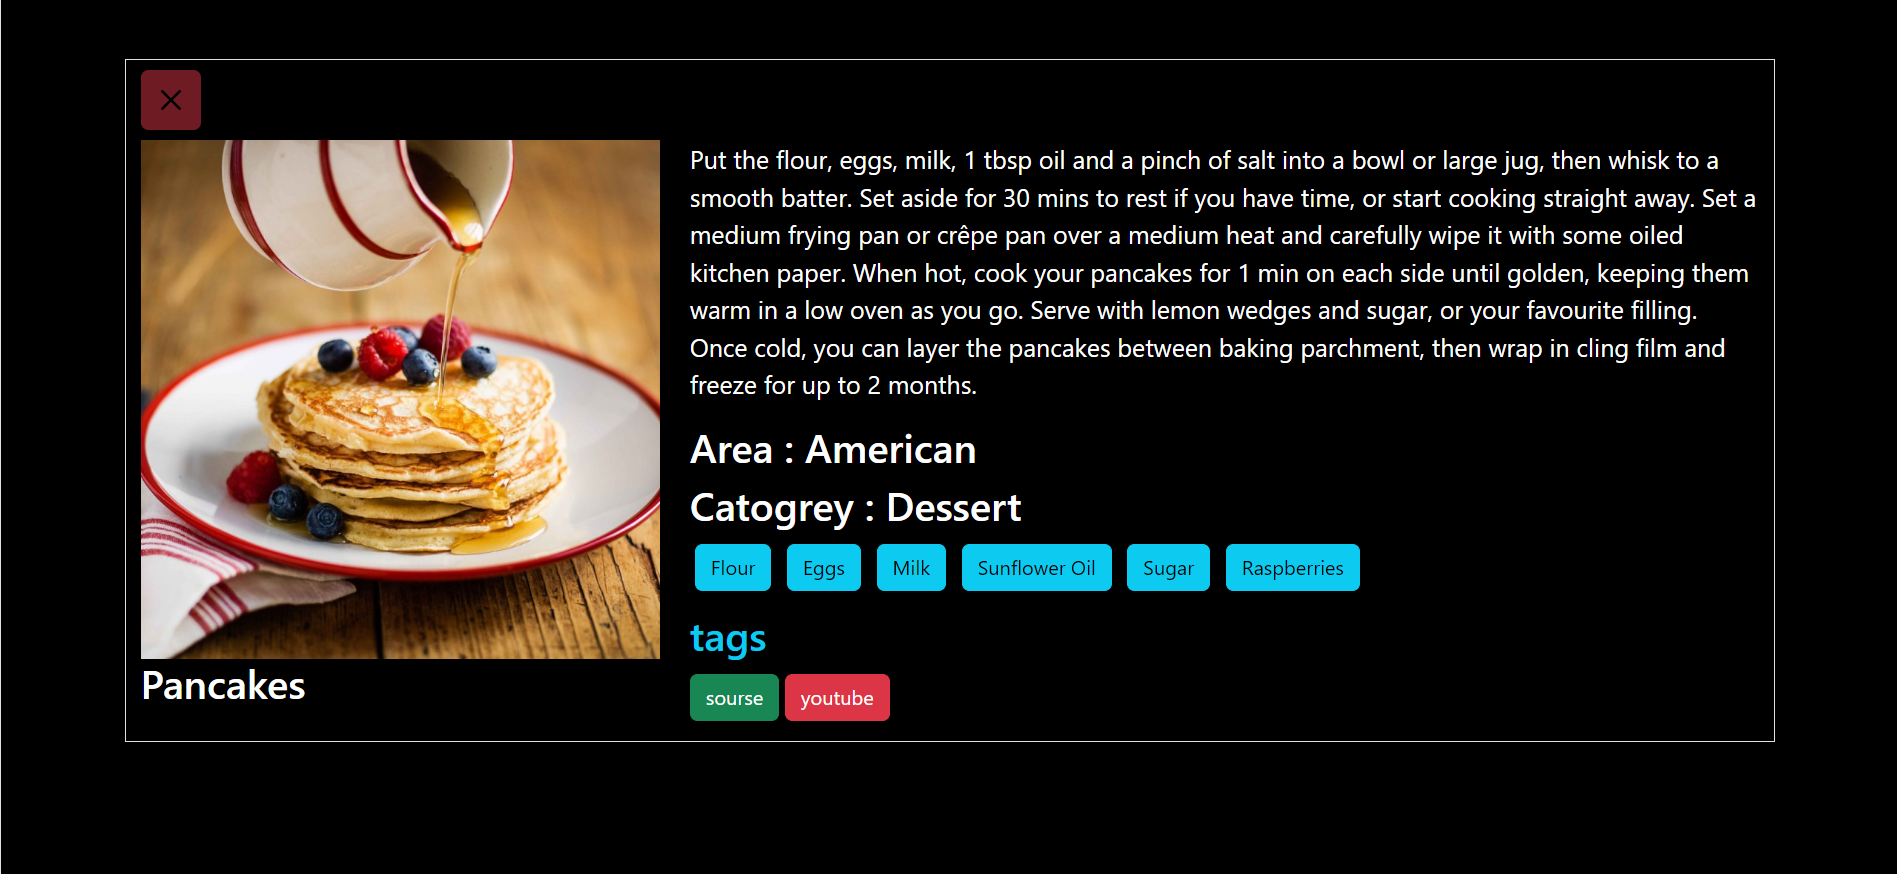 Put the flour, eggs, milk, 1 tbsp oil and a pinch of salt into a bowl or large jug, then whisk to a
smooth batter. Set aside for 30 mins to rest if you have time, or start cooking straight away. Set a
medium frying pan or crêpe pan over a medium heat and carefully wipe it with some oiled
kitchen paper. When hot, cook your pancakes for 1 min on each side until golden, keeping them
warm in a low oven as you go. Serve with lemon wedges and sugar, or your favourite filling.
Once cold, you can layer the pancakes between baking parchment, then wrap in cling film and
freeze for up to 2 months.
Area : American
Catogrey : Dessert
Flour Eggs Milk Sunflower Oil Sugar Raspberries
tags
sourse youtube
Pancakes